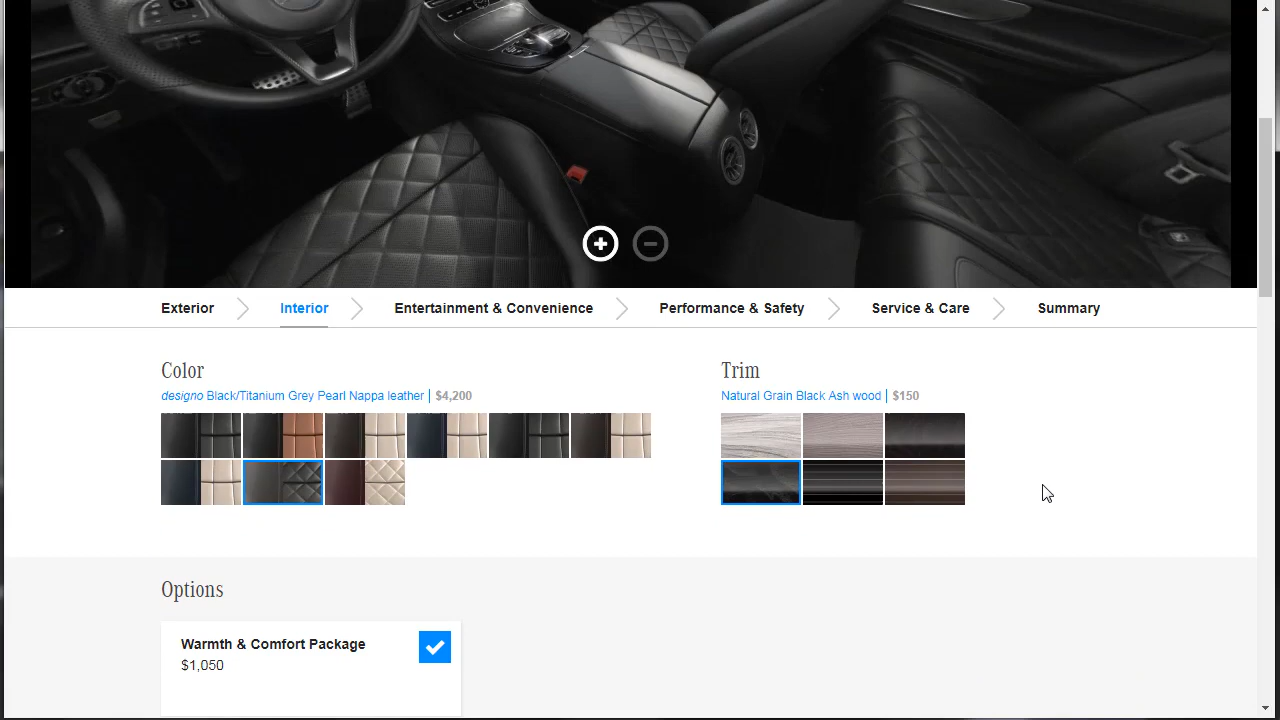 Exterior Interior Entertainment & Convenience Performance & Safety Service & Care Summary
Color
designo Black/Titanium Grey Pearl Nappa leather | $4,200
Trim
Natural Grain Black Ash wood | $150
Options
Warmth & Comfort Package
$1,050